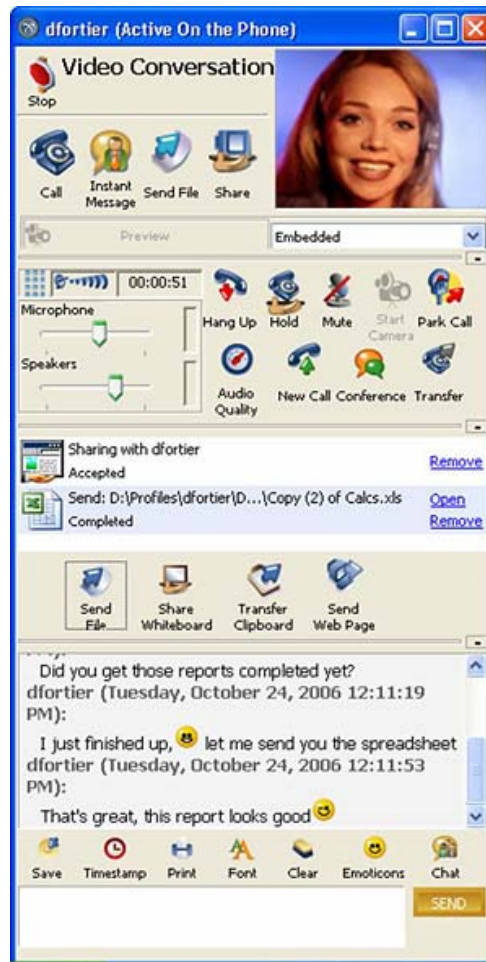 dfortier (Active On the Phone)
Video Conversation
Stop
Call
Instant
Message
Send File
Share
Preview
Embedded
00:00:51
Microphone
Speakers
Hang Up
Hold
Mute
Start
Camera
Park Call
Audio
Quality
New Call
Conference
Transfer
Sharing with dfortier
Accepted
Remove
Send: D:\Profiles\dfortier\D...\Copy (2) of Calcs.xls
Open
Completed
Remove
Send
File
Share
Whiteboard
Transfer
Clipboard
Send
Web Page
PM):
Did you get those reports completed yet?
dfortier (Tuesday, October 24, 2006 12:11:19
PM):
I just finished up, let me send you the spreadsheet
dfortier (Tuesday, October 24, 2006 12:11:53
PM):
That's great, this report looks good
Save
Timestamp
Print
Font
Clear
Emoticons
Chat
SEND